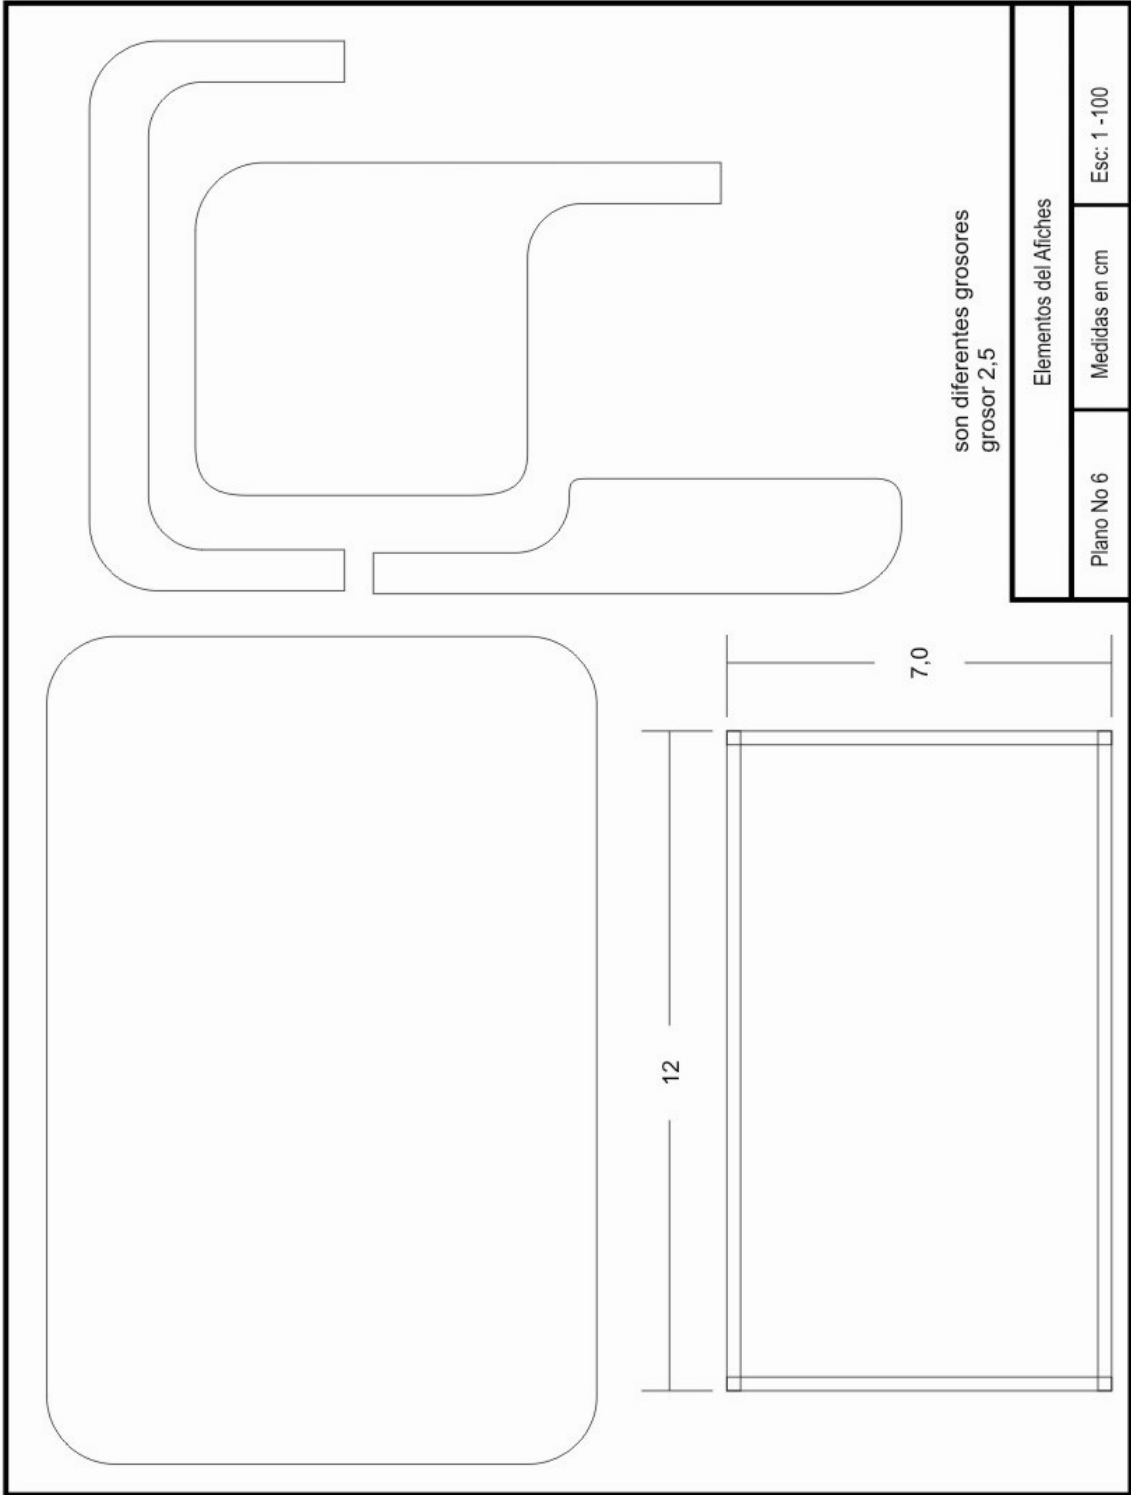 12
7,0
son diferentes grosores
grosor 2,5
Elementos del Afiches
Plano No 6
Medidas en cm
Esc: 1 -100